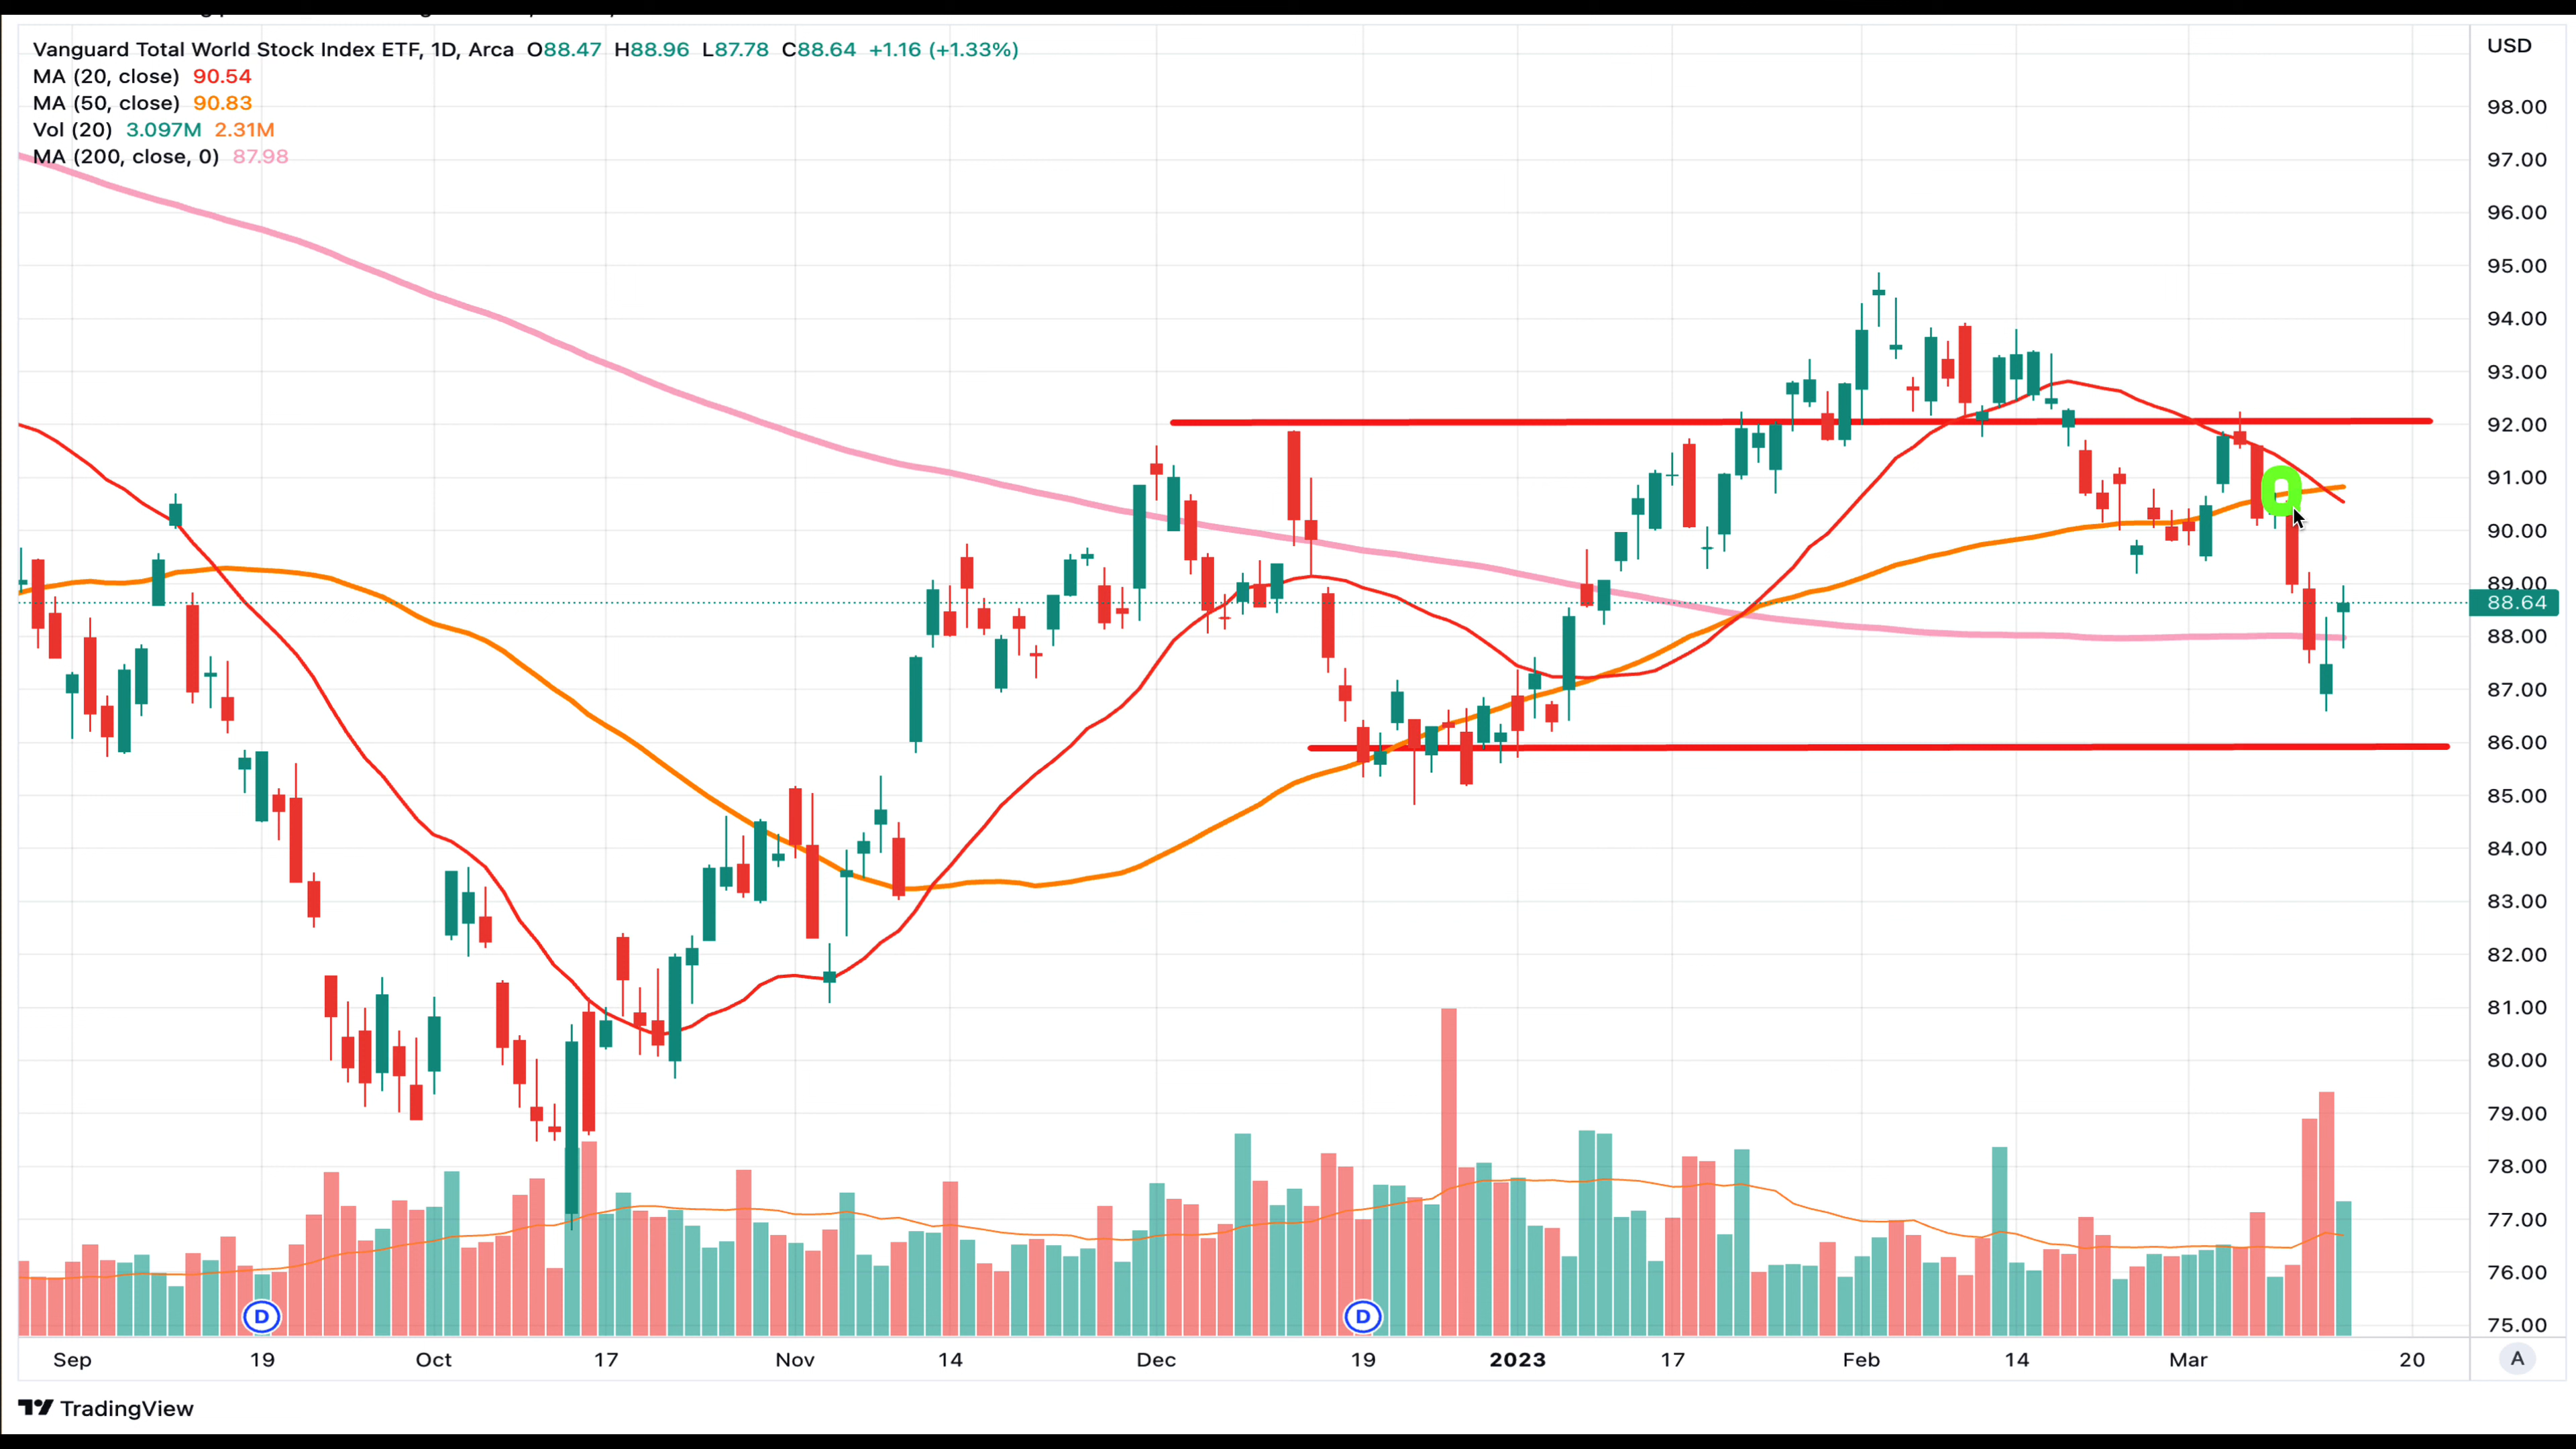 Vanguard Total World Stock Index ETF, 1D, Arca O88.47 H88.96 L87.78 C88.64 +1.16 (+1.33%)
USD
MA (20, close) 90.54
MA (50, close) 90.83
Vol (20) 3.097M 2.31M
MA (200, close, 0) 87.98
98.00
97.00
96.00
95.00
94.00
93.00
92.00
91.00
90.00
89.00
88.64
88.00
87.00
86.00
85.00
84.00
83.00
82.00
81.00
80.00
79.00
78.00
77.00
76.00
75.00
D D
Sep 19 Oct 17 Nov 14 Dec 19 2023 17 Feb 14 Mar 20 A
TradingView